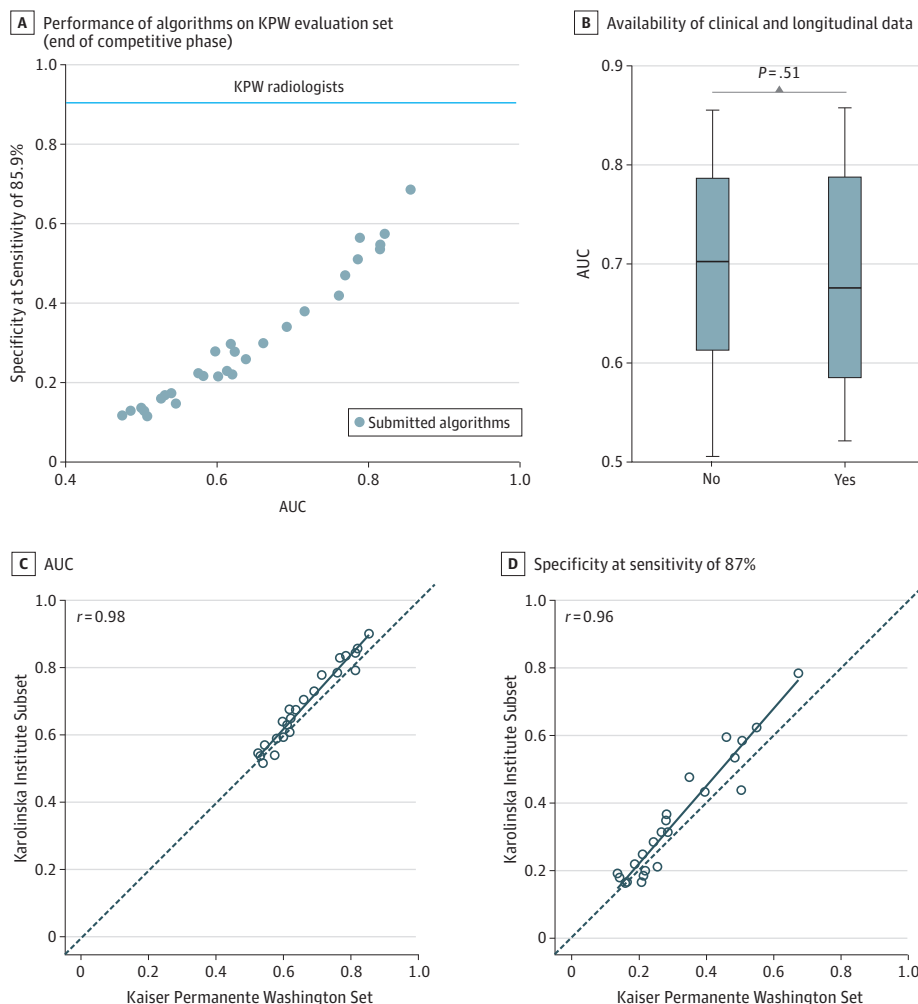 A Performance of algorithms on KPW evaluation set
(end of competitive phase)
1.0
0.8
0.6
0.4
0.2
0
Specificity at Sensitivity of 85.9%
KPW radiologists
Submitted algorithms
0.4 0.6 0.8 1.0
AUC
B Availability of clinical and longitudinal data
0.9
0.8
0.7
0.6
0.5
AUC
P = .51
No Yes
C AUC
1.0
0.8
0.6
0.4
0.2
0
Karolinska Institute Subset
r = 0.98
0 0.2 0.4 0.6 0.8 1.0
Kaiser Permanente Washington Set
D Specificity at sensitivity of 87%
1.0
0.8
0.6
0.4
0.2
0
Karolinska Institute Subset
r = 0.96
0 0.2 0.4 0.6 0.8 1.0
Kaiser Permanente Washington Set